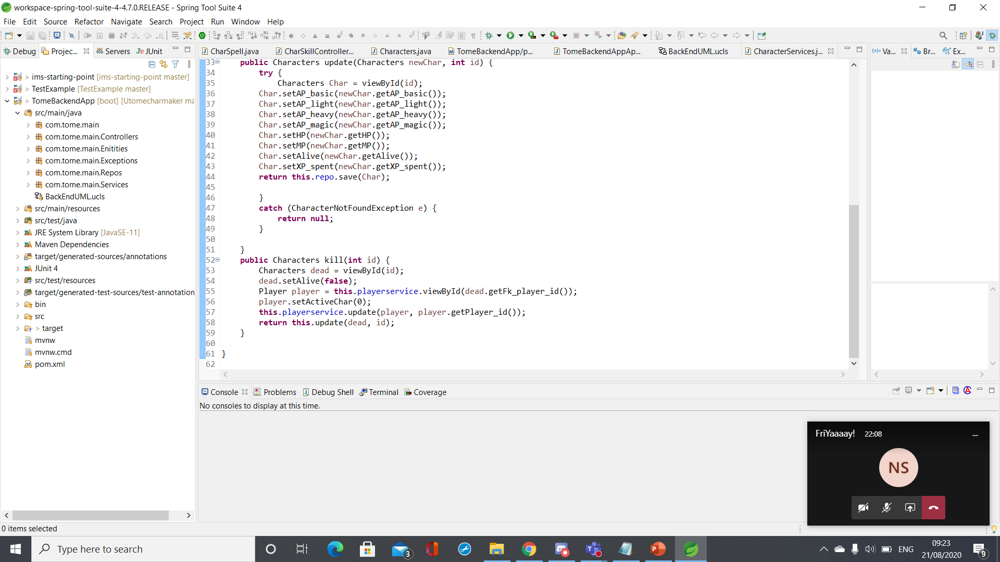 workspace-spring-tool-suite-4-4.7.0.RELEASE - Spring Tool Suite 4
File Edit Source Refactor Navigate Search Project Run Window Help
Debug Projec... Servers JUnit
CharSpell.java CharSkillController... Characters.java TomeBackendApp/p... TomeBackendAppAp... BackEndUML.ucls CharacterServices.j...
(x)= Va... Br... Ex...
> ims-starting-point [ims-starting-point master]
> TestExample [TestExample master]
> TomeBackendApp [boot] [Utomecharmaker ma
src/main/java
com.tome.main
com.tome.main.Controllers
com.tome.main.Enitities
com.tome.main.Exceptions
com.tome.main.Repos
com.tome.main.Services
BackEndUML.ucls
src/main/resources
src/test/java
JRE System Library [JavaSE-11]
Maven Dependencies
target/generated-sources/annotations
JUnit 4
src/test/resources
target/generated-test-sources/test-annotation
bin
src
> target
mvnw
mvnw.cmd
pom.xml
33 public Characters update(Characters newChar, int id) {
34 try {
35 Characters Char = viewById(id);
36 Char.setAP_basic(newChar.getAP_basic());
37 Char.setAP_light(newChar.getAP_light());
38 Char.setAP_heavy(newChar.getAP_heavy());
39 Char.setAP_magic(newChar.getAP_magic());
40 Char.setHP(newChar.getHP());
41 Char.setMP(newChar.getMP());
42 Char.setAlive(newChar.getAlive());
43 Char.setXP_spent(newChar.getXP_spent());
44 return this.repo.save(Char);
45
46 }
47 catch (CharacterNotFoundException e) {
48 return null;
49 }
50
51 }
52 public Characters kill(int id) {
53 Characters dead = viewById(id);
54 dead.setAlive(false);
55 Player player = this.playerservice.viewById(dead.getFk_player_id());
56 player.setActiveChar(0);
57 this.playerservice.update(player, player.getPlayer_id());
58 return this.update(dead, id);
59 }
60
61 }
62
Console Problems Debug Shell Terminal Coverage
No consoles to display at this time.
FriYaaaay! 22:08
NS
0 items selected
Type here to search
3
ENG
09:23
21/08/2020
9